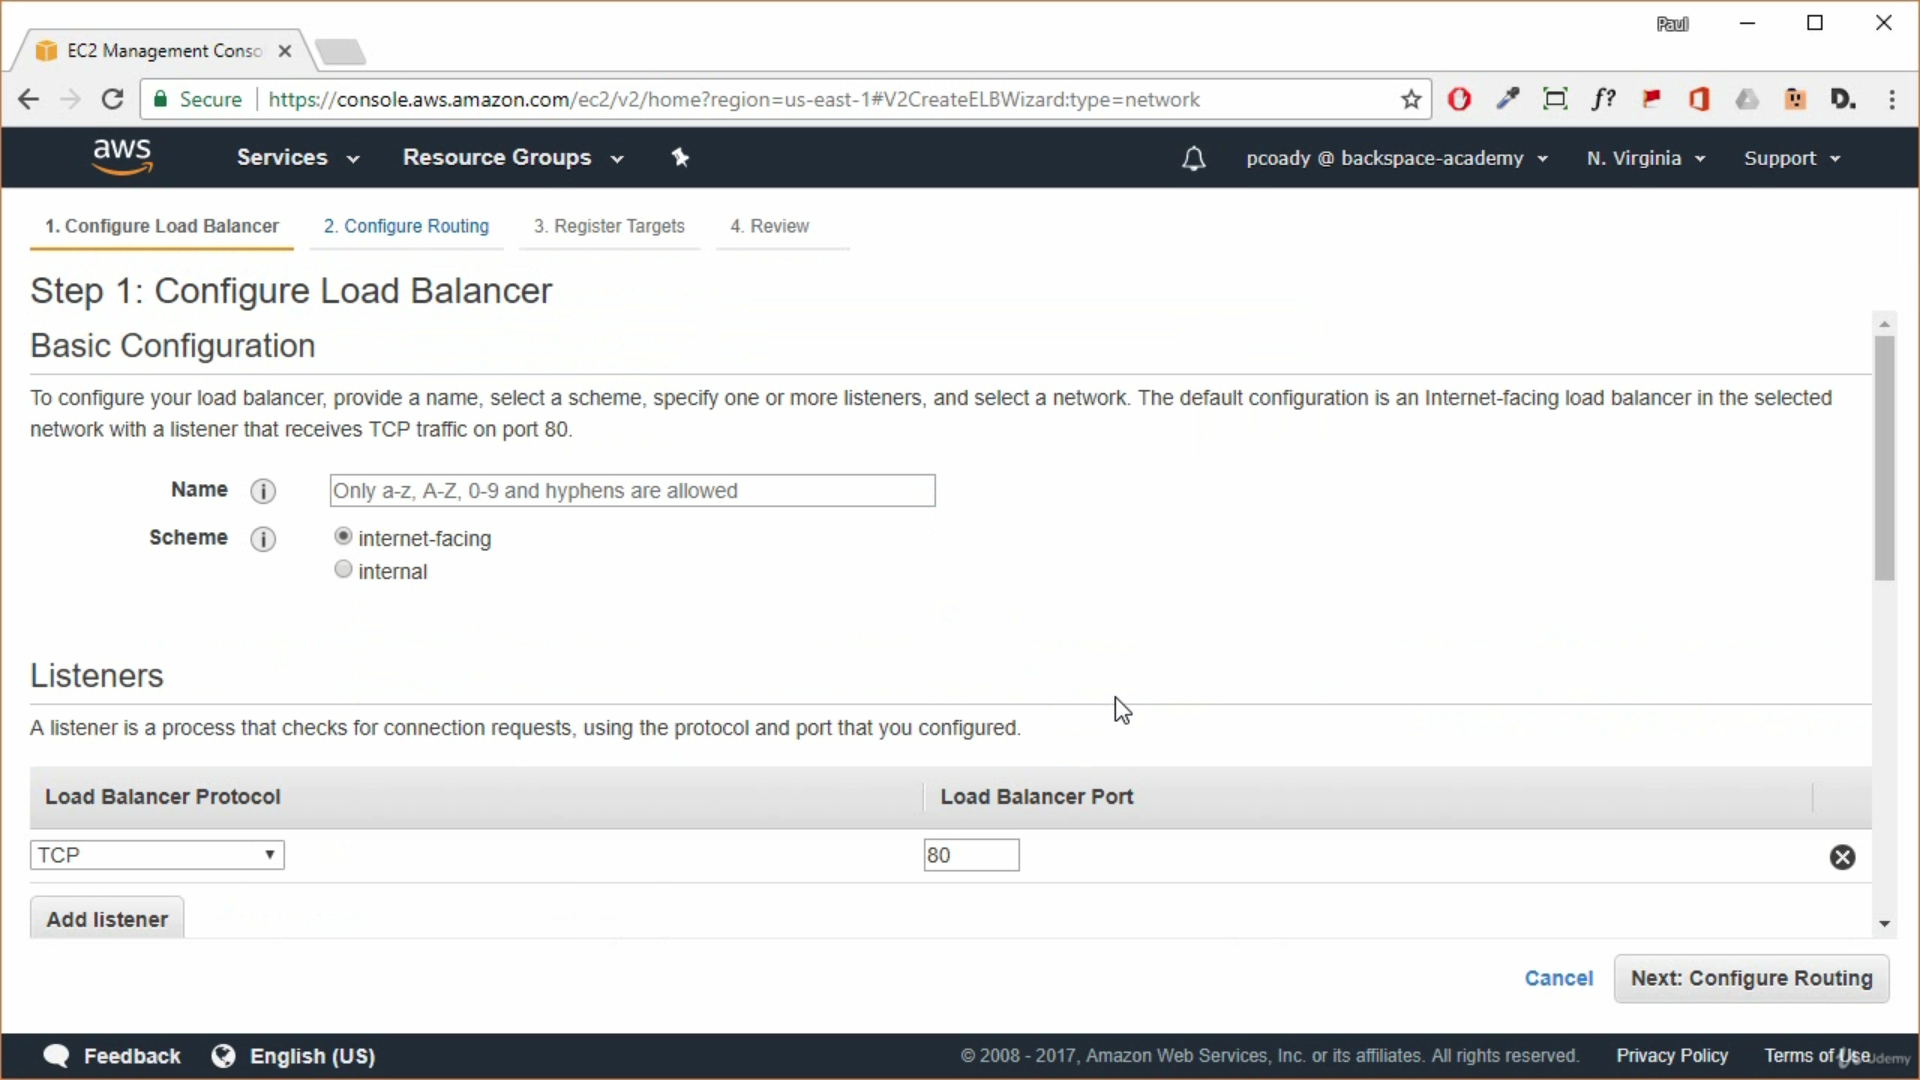 Paul
EC2 Management Conso
Secure https://console.aws.amazon.com/ec2/v2/home?region=us-east-1#V2CreateELBWizard:type=network
f? D.
aws Services Resource Groups pcoady @ backspace-academy N. Virginia Support
1. Configure Load Balancer 2. Configure Routing 3. Register Targets 4. Review
Step 1: Configure Load Balancer
Basic Configuration
To configure your load balancer, provide a name, select a scheme, specify one or more listeners, and select a network. The default configuration is an Internet-facing load balancer in the selected
network with a listener that receives TCP traffic on port 80.
Name i Only a-z, A-Z, 0-9 and hyphens are allowed
Scheme i internet-facing
internal
Listeners
A listener is a process that checks for connection requests, using the protocol and port that you configured.
Load Balancer Protocol Load Balancer Port
TCP 80
Add listener
Cancel Next: Configure Routing
Feedback English (US) © 2008 - 2017, Amazon Web Services, Inc. or its affiliates. All rights reserved. Privacy Policy Terms of Use
Udemy